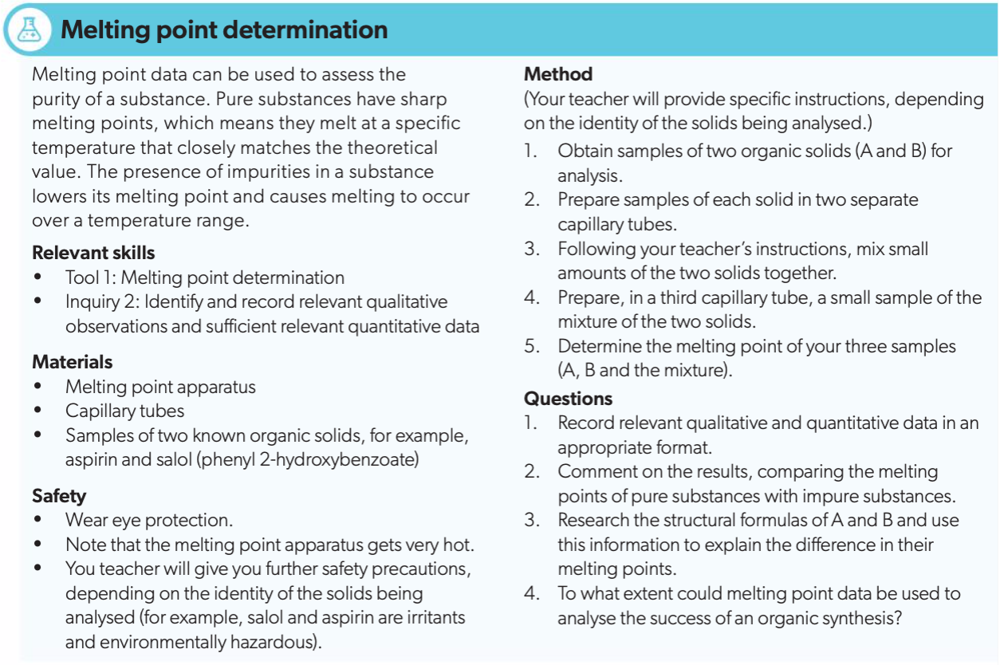 Melting point determination
Melting point data can be used to assess the
purity of a substance. Pure substances have sharp
melting points, which means they melt at a specific
temperature that closely matches the theoretical
value. The presence of impurities in a substance
lowers its melting point and causes melting to occur
over a temperature range.
Relevant skills
• Tool 1: Melting point determination
• Inquiry 2: Identify and record relevant qualitative
observations and sufficient relevant quantitative data
Materials
• Melting point apparatus
• Capillary tubes
• Samples of two known organic solids, for example,
aspirin and salol (phenyl 2-hydroxybenzoate)
Safety
• Wear eye protection.
• Note that the melting point apparatus gets very hot.
• You teacher will give you further safety precautions,
depending on the identity of the solids being
analysed (for example, salol and aspirin are irritants
and environmentally hazardous).
Method
(Your teacher will provide specific instructions, depending
on the identity of the solids being analysed.)
1. Obtain samples of two organic solids (A and B) for
analysis.
2. Prepare samples of each solid in two separate
capillary tubes.
3. Following your teacher’s instructions, mix small
amounts of the two solids together.
4. Prepare, in a third capillary tube, a small sample of the
mixture of the two solids.
5. Determine the melting point of your three samples
(A, B and the mixture).
Questions
1. Record relevant qualitative and quantitative data in an
appropriate format.
2. Comment on the results, comparing the melting
points of pure substances with impure substances.
3. Research the structural formulas of A and B and use
this information to explain the difference in their
melting points.
4. To what extent could melting point data be used to
analyse the success of an organic synthesis?